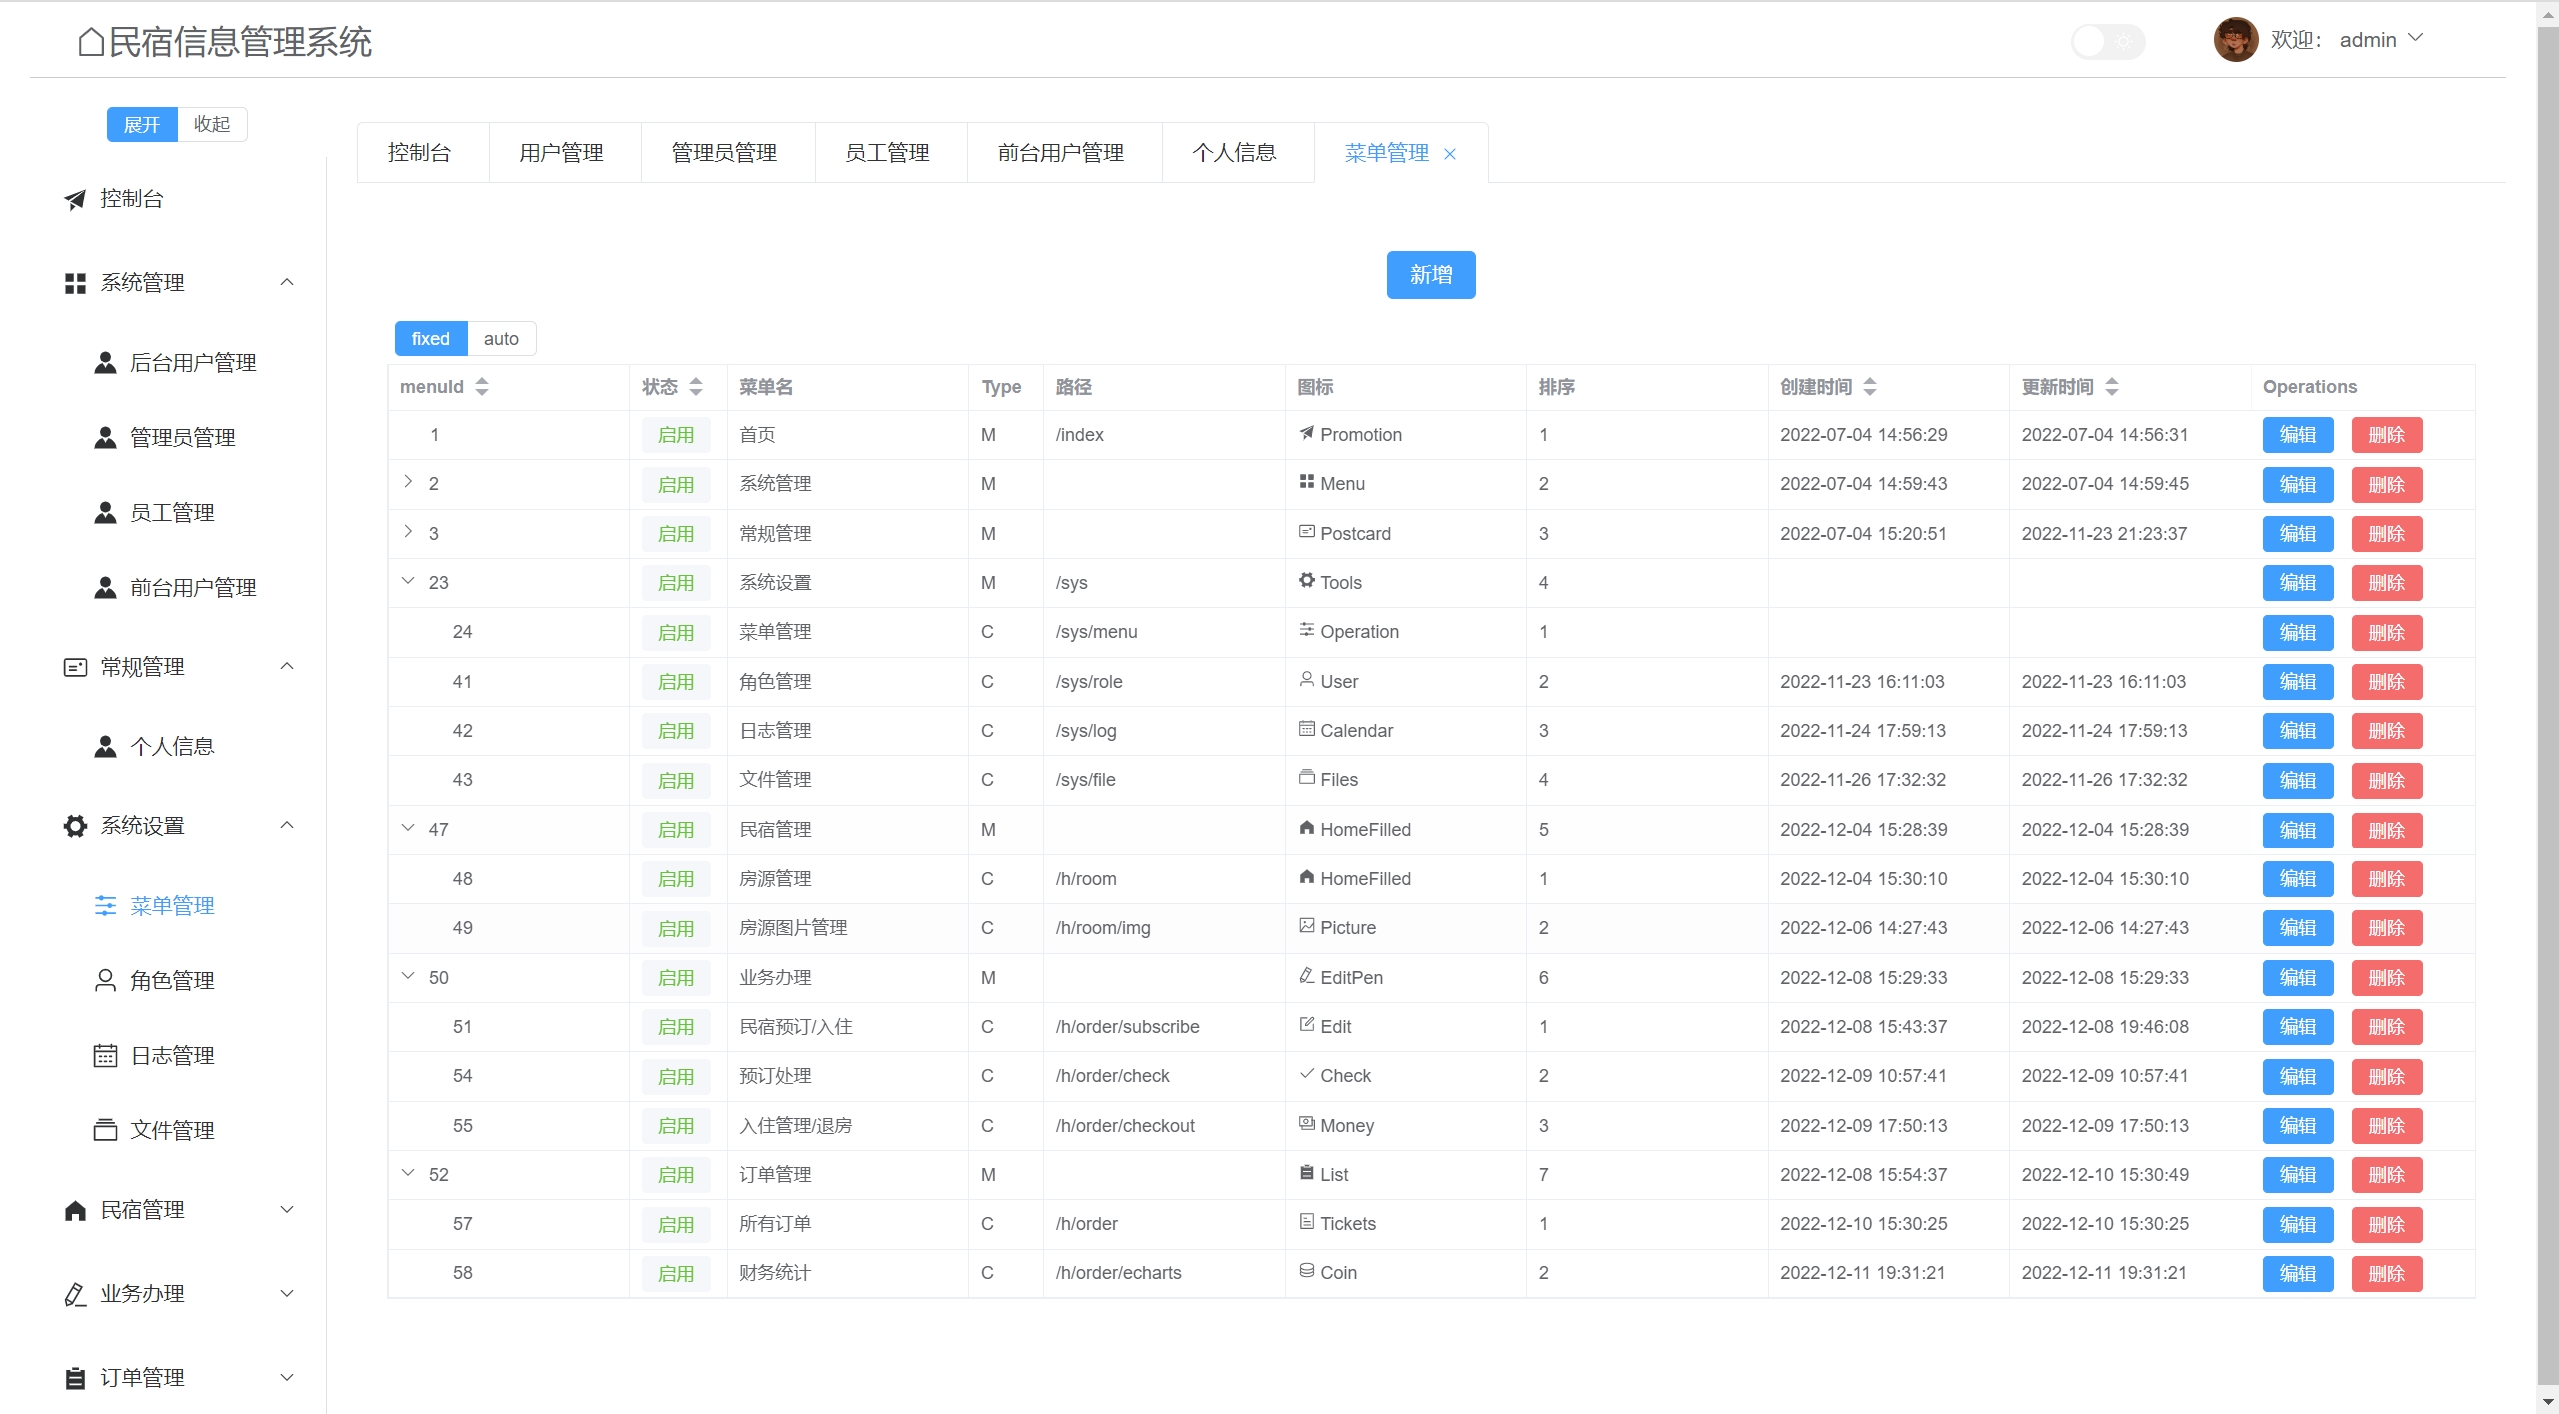 民宿信息管理系统
欢迎： admin
展开 收起
控制台
系统管理
后台用户管理
管理员管理
员工管理
前台用户管理
常规管理
个人信息
系统设置
菜单管理
角色管理
日志管理
文件管理
民宿管理
业务办理
订单管理
控制台 用户管理 管理员管理 员工管理 前台用户管理 个人信息 菜单管理
新增
fixed auto
menuId 状态 菜单名 Type 路径 图标 排序 创建时间 更新时间 Operations
1 启用 首页 M /index Promotion 1 2022-07-04 14:56:29 2022-07-04 14:56:31 编辑 删除
2 启用 系统管理 M Menu 2 2022-07-04 14:59:43 2022-07-04 14:59:45 编辑 删除
3 启用 常规管理 M Postcard 3 2022-07-04 15:20:51 2022-11-23 21:23:37 编辑 删除
23 启用 系统设置 M /sys Tools 4 编辑 删除
24 启用 菜单管理 C /sys/menu Operation 1 编辑 删除
41 启用 角色管理 C /sys/role User 2 2022-11-23 16:11:03 2022-11-23 16:11:03 编辑 删除
42 启用 日志管理 C /sys/log Calendar 3 2022-11-24 17:59:13 2022-11-24 17:59:13 编辑 删除
43 启用 文件管理 C /sys/file Files 4 2022-11-26 17:32:32 2022-11-26 17:32:32 编辑 删除
47 启用 民宿管理 M HomeFilled 5 2022-12-04 15:28:39 2022-12-04 15:28:39 编辑 删除
48 启用 房源管理 C /h/room HomeFilled 1 2022-12-04 15:30:10 2022-12-04 15:30:10 编辑 删除
49 启用 房源图片管理 C /h/room/img Picture 2 2022-12-06 14:27:43 2022-12-06 14:27:43 编辑 删除
50 启用 业务办理 M EditPen 6 2022-12-08 15:29:33 2022-12-08 15:29:33 编辑 删除
51 启用 民宿预订/入住 C /h/order/subscribe Edit 1 2022-12-08 15:43:37 2022-12-08 19:46:08 编辑 删除
54 启用 预订处理 C /h/order/check Check 2 2022-12-09 10:57:41 2022-12-09 10:57:41 编辑 删除
55 启用 入住管理/退房 C /h/order/checkout Money 3 2022-12-09 17:50:13 2022-12-09 17:50:13 编辑 删除
52 启用 订单管理 M List 7 2022-12-08 15:54:37 2022-12-10 15:30:49 编辑 删除
57 启用 所有订单 C /h/order Tickets 1 2022-12-10 15:30:25 2022-12-10 15:30:25 编辑 删除
58 启用 财务统计 C /h/order/echarts Coin 2 2022-12-11 19:31:21 2022-12-11 19:31:21 编辑 删除